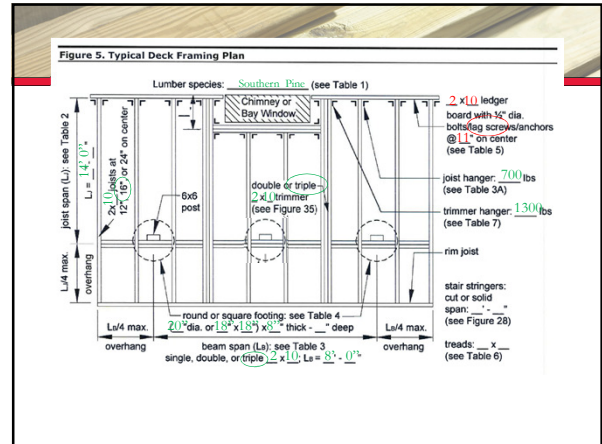 Figure 5. Typical Deck Framing Plan
Lumber species: Southern Pine (see Table 1)
Chimney or
Bay Window
2 x10 ledger
board with ½" dia.
bolts/lag screws/anchors
@ 11" on center
(see Table 5)
joist span (LJ): see Table 2
LJ = 14'-0"
2x10 joists at
12" 16" or 24" on center
6x6
post
double or triple
2 x10 trimmer
(see Figure 35)
joist hanger: 700 lbs
(see Table 3A)
trimmer hanger: 1300 lbs
(see Table 7)
rim joist
LJ/4 max.
overhang
round or square footing: see Table 4
20" dia. or 18" x18") x8" thick - __" deep
stair stringers:
cut or solid
span: __' - __"
(see Figure 28)
treads: __ x __
(see Table 6)
LB/4 max.
overhang
beam span (LB): see Table 3
single, double, or triple 2 x 10; LB = 8' - 0"
LB/4 max.
overhang